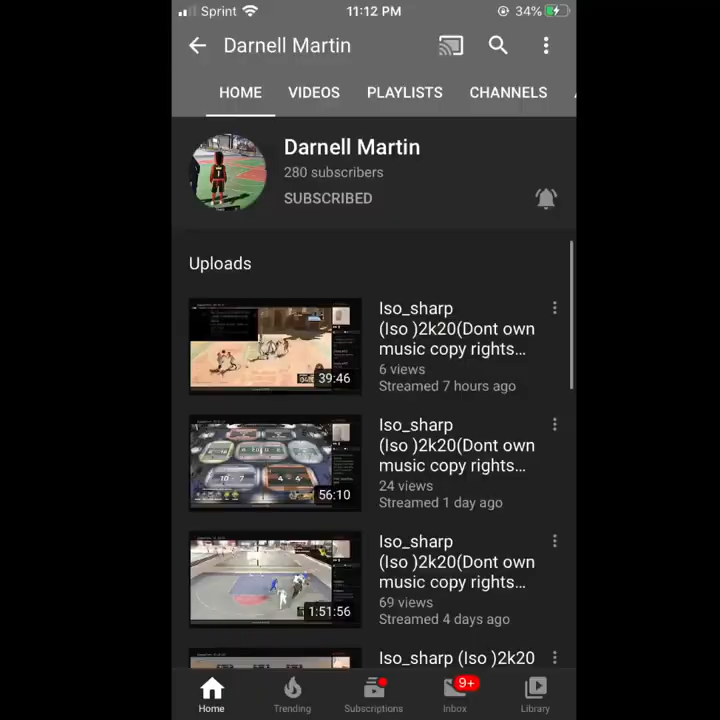 Sprint
11:12 PM
34%
Darnell Martin
HOME
VIDEOS
PLAYLISTS
CHANNELS
Darnell Martin
280 subscribers
SUBSCRIBED
Uploads
39:46
Iso_sharp
(Iso )2k20(Dont own
music copy rights...
6 views
Streamed 7 hours ago
56:10
Iso_sharp
(Iso )2k20(Dont own
music copy rights...
24 views
Streamed 1 day ago
1:51:56
Iso_sharp
(Iso )2k20(Dont own
music copy rights...
69 views
Streamed 4 days ago
Iso_sharp (Iso )2k20
Home
Trending
Subscriptions
9+
Inbox
Library